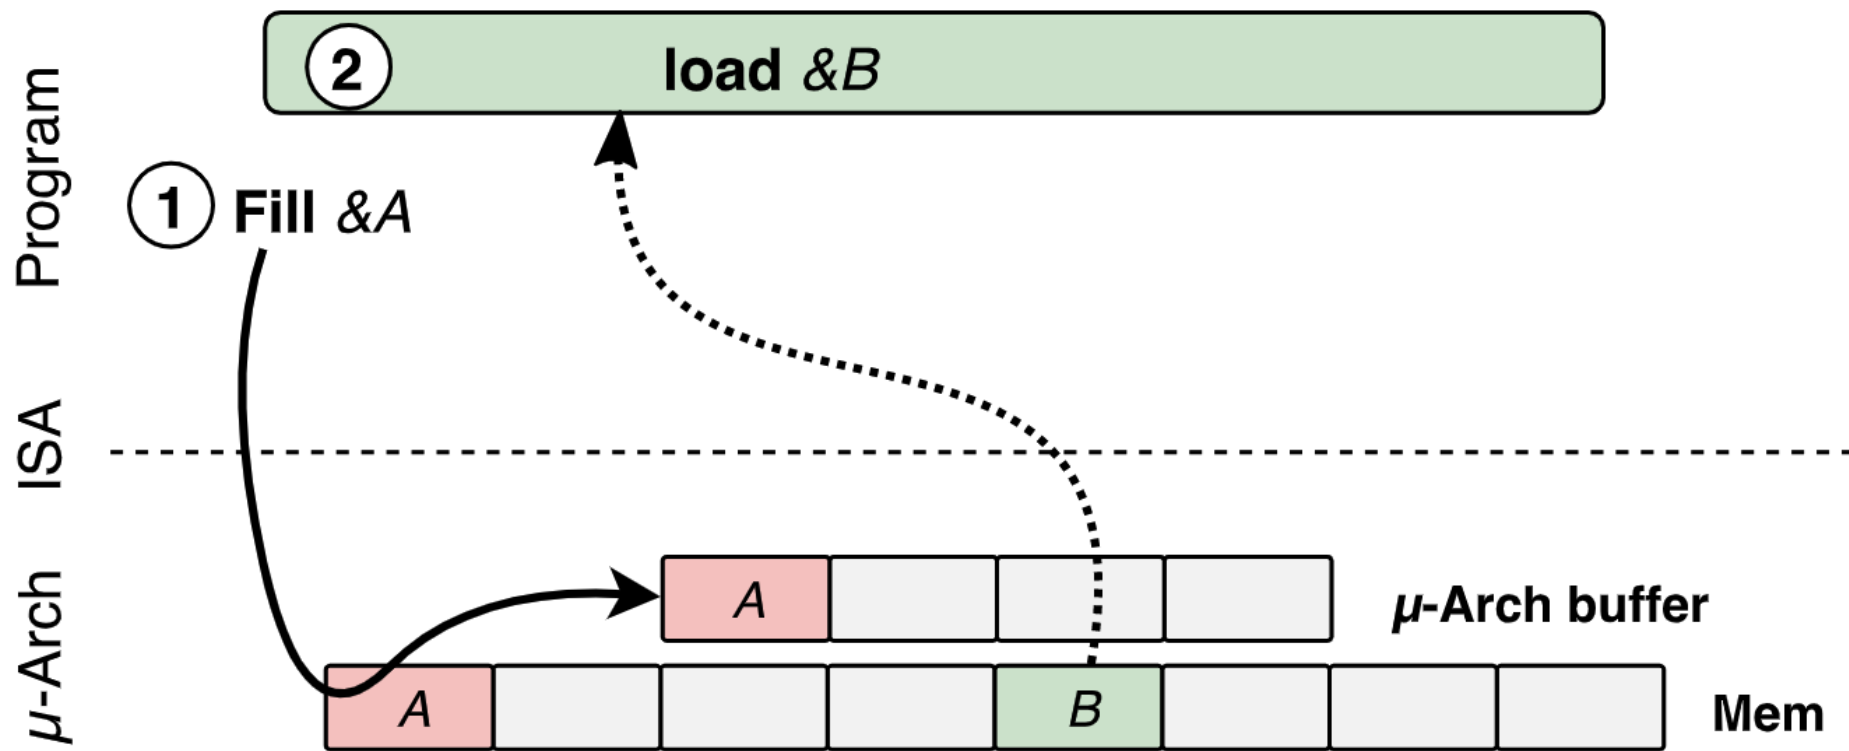 2 load &B
Program
1 Fill &A
ISA
μ-Arch
A
μ-Arch buffer
A
B
Mem